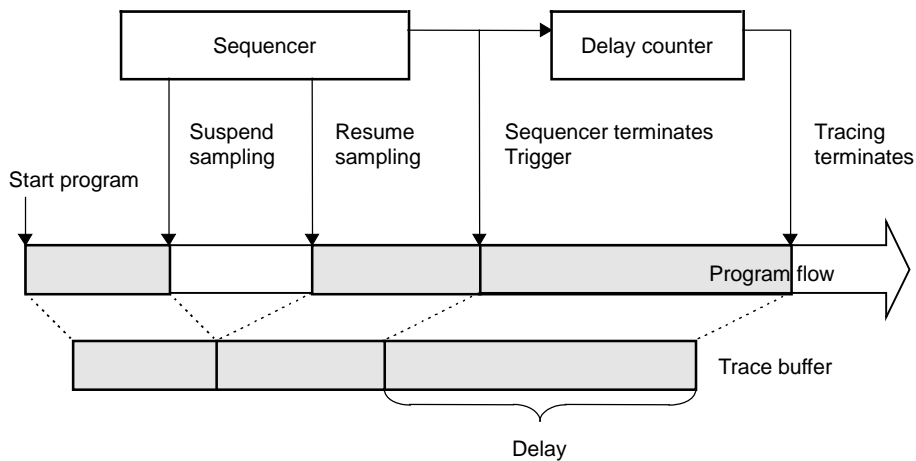 Sequencer
Delay counter
Suspend
sampling
Resume
sampling
Sequencer terminates
Trigger
Tracing
terminates
Start program
Program flow
Trace buffer
Delay